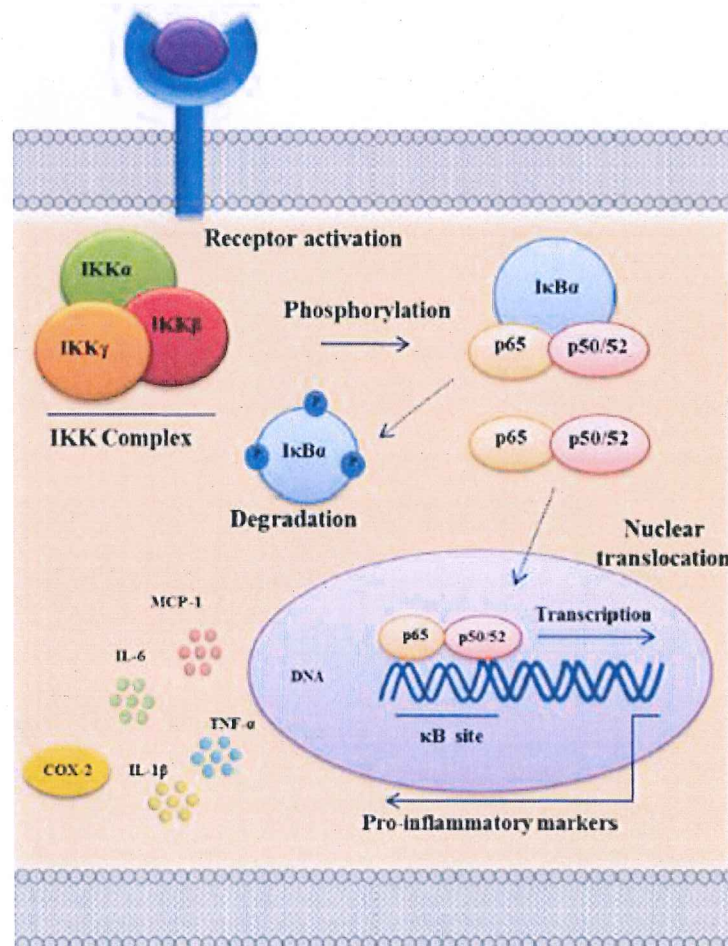 Receptor activation
IKKα
IKKβ
IKKγ
IKK Complex
Phosphorylation
IκBα
p65
p50/52
P
P
P
IκBα
Degradation
p65
p50/52
Nuclear
translocation
MCP-1
IL-6
TNF-α
COX-2
IL-1β
p65
p50/52
Transcription
DNA
κB site
Pro-inflammatory markers